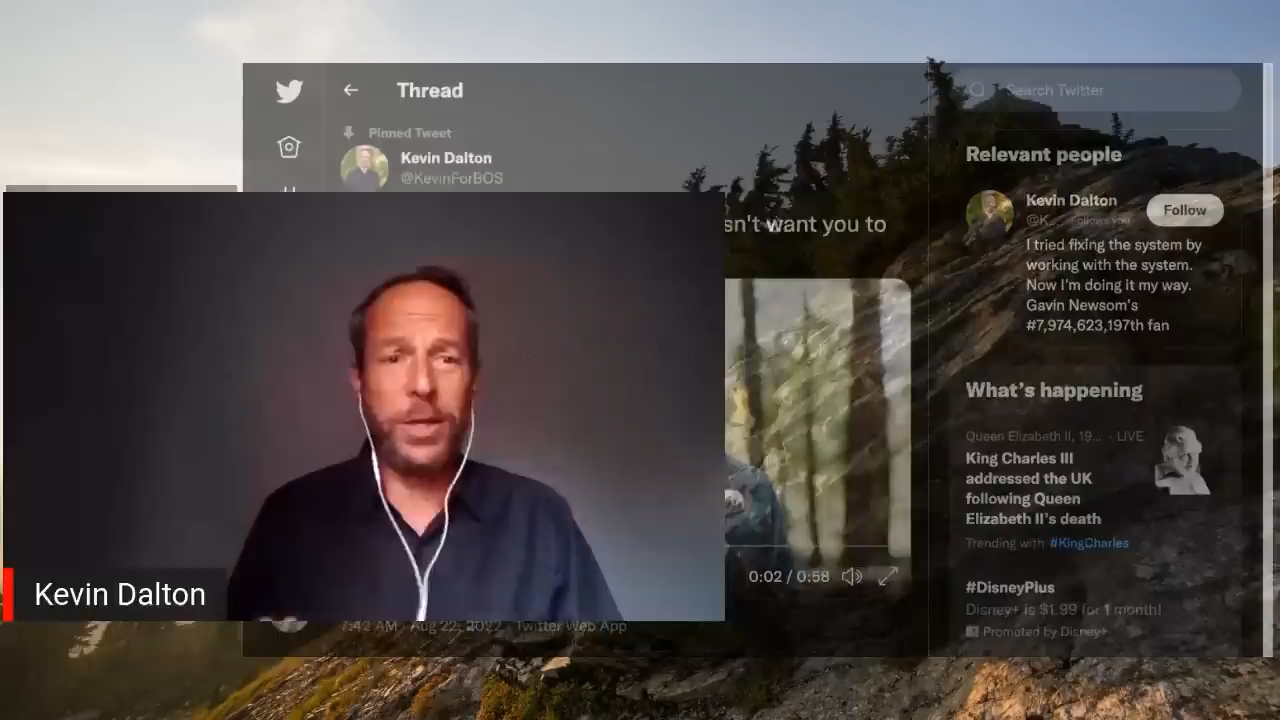 Thread
Search Twitter
Pinned Tweet
Kevin Dalton
@KevinForBOS
sn't want you to
Relevant people
Kevin Dalton
@K... Follows you
Follow
I tried fixing the system by
working with the system.
Now I'm doing it my way.
Gavin Newsom's
#7,974,623,197th fan
What's happening
Queen Elizabeth II, 19... · LIVE
King Charles III
addressed the UK
following Queen
Elizabeth II's death
Trending with #KingCharles
#DisneyPlus
Disney+ is $1.99 for 1 month!
Promoted by Disney+
0:02 / 0:58
Kevin Dalton
7:42 AM · Aug 22, 2022 · Twitter Web App